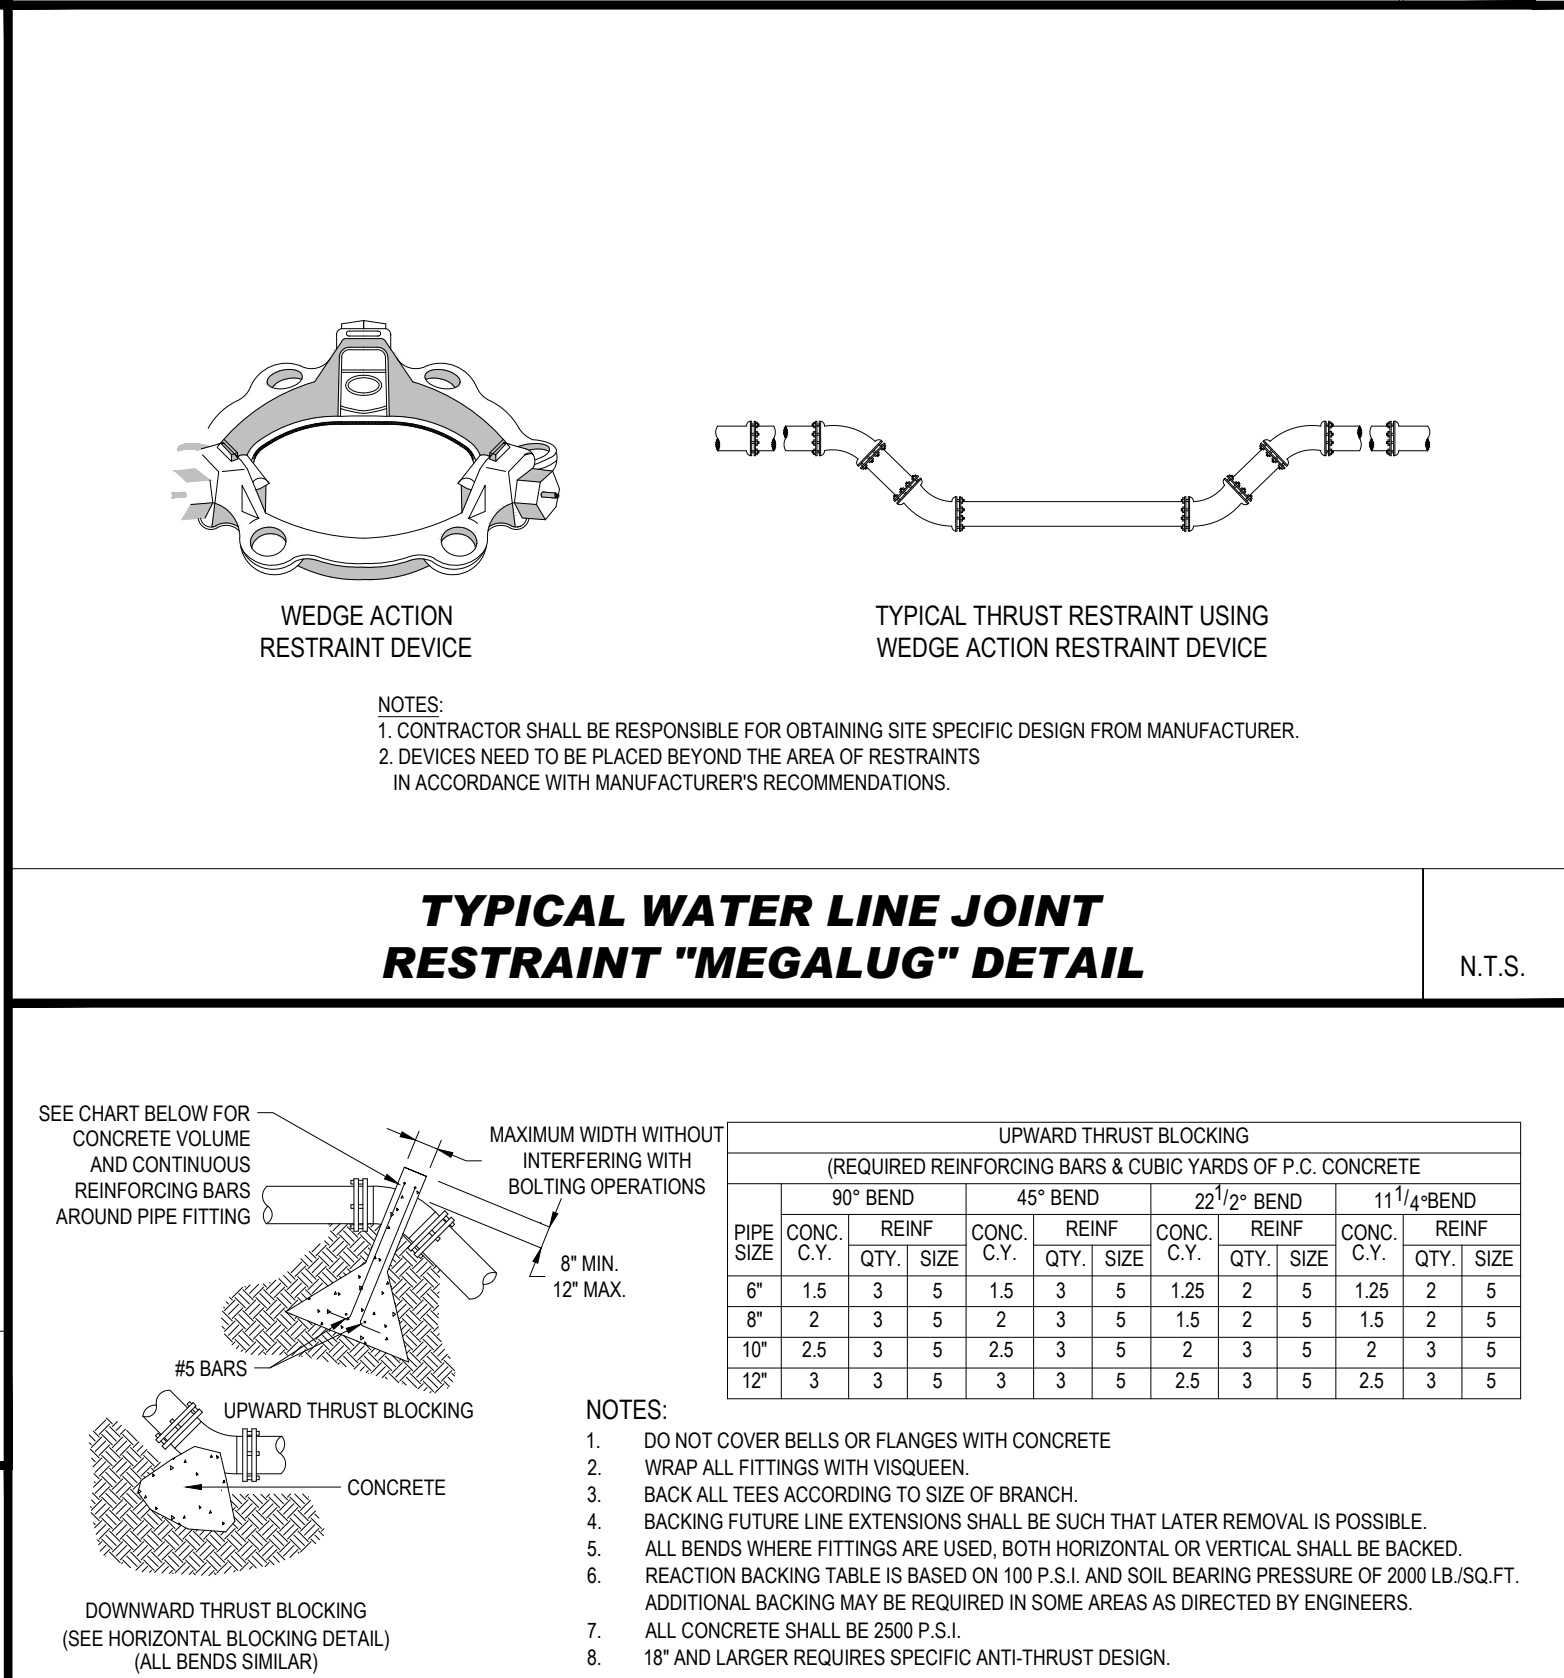 WEDGE ACTION
RESTRAINT DEVICE
TYPICAL THRUST RESTRAINT USING
WEDGE ACTION RESTRAINT DEVICE
NOTES:
1. CONTRACTOR SHALL BE RESPONSIBLE FOR OBTAINING SITE SPECIFIC DESIGN FROM MANUFACTURER.
2. DEVICES NEED TO BE PLACED BEYOND THE AREA OF RESTRAINTS
IN ACCORDANCE WITH MANUFACTURER'S RECOMMENDATIONS.
TYPICAL WATER LINE JOINT
RESTRAINT "MEGALUG" DETAIL
N.T.S.
SEE CHART BELOW FOR
CONCRETE VOLUME
AND CONTINUOUS
REINFORCING BARS
AROUND PIPE FITTING
MAXIMUM WIDTH WITHOUT
INTERFERING WITH
BOLTING OPERATIONS
8" MIN.
12" MAX.
#5 BARS
UPWARD THRUST BLOCKING
CONCRETE
DOWNWARD THRUST BLOCKING
(SEE HORIZONTAL BLOCKING DETAIL)
(ALL BENDS SIMILAR)
UPWARD THRUST BLOCKING
(REQUIRED REINFORCING BARS & CUBIC YARDS OF P.C. CONCRETE
90° BEND 45° BEND 22 1/2° BEND 11 1/4°BEND
PIPE SIZE CONC. C.Y. REINF CONC. C.Y. REINF CONC. C.Y. REINF CONC. C.Y. REINF
QTY. SIZE QTY. SIZE QTY. SIZE QTY. SIZE
6" 1.5 3 5 1.5 3 5 1.25 2 5 1.25 2 5
8" 2 3 5 2 3 5 1.5 2 5 1.5 2 5
10" 2.5 3 5 2.5 3 5 2 3 5 2 3 5
12" 3 3 5 3 3 5 2.5 3 5 2.5 3 5
NOTES:
1. DO NOT COVER BELLS OR FLANGES WITH CONCRETE
2. WRAP ALL FITTINGS WITH VISQUEEN.
3. BACK ALL TEES ACCORDING TO SIZE OF BRANCH.
4. BACKING FUTURE LINE EXTENSIONS SHALL BE SUCH THAT LATER REMOVAL IS POSSIBLE.
5. ALL BENDS WHERE FITTINGS ARE USED, BOTH HORIZONTAL OR VERTICAL SHALL BE BACKED.
6. REACTION BACKING TABLE IS BASED ON 100 P.S.I. AND SOIL BEARING PRESSURE OF 2000 LB./SQ.FT.
ADDITIONAL BACKING MAY BE REQUIRED IN SOME AREAS AS DIRECTED BY ENGINEERS.
7. ALL CONCRETE SHALL BE 2500 P.S.I.
8. 18" AND LARGER REQUIRES SPECIFIC ANTI-THRUST DESIGN.